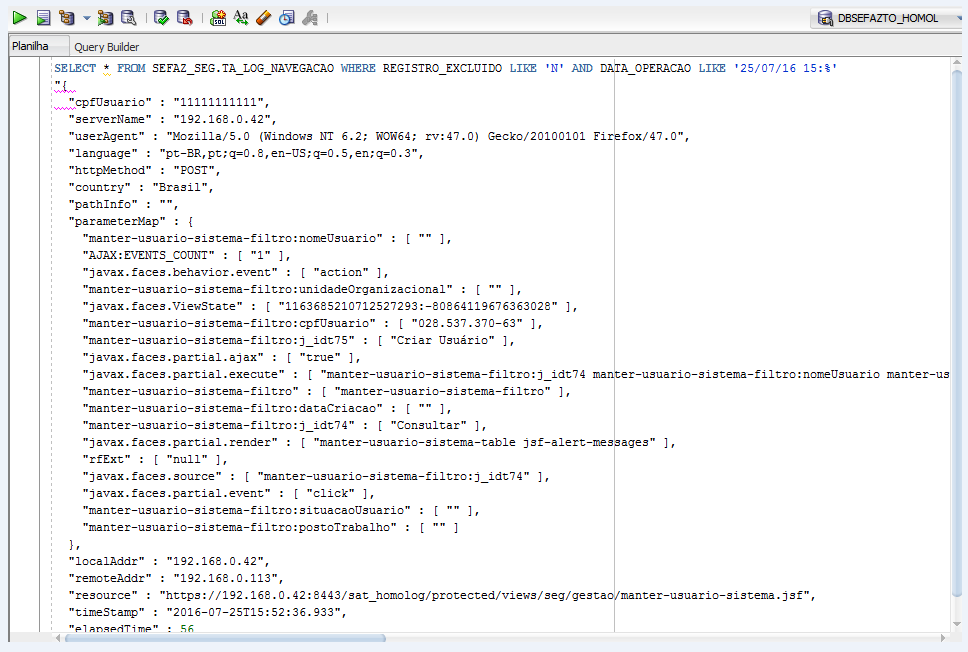 DBSEFAZTO_HOMOL
Planilha Query Builder
SELECT * FROM SEFAZ_SEG.TA_LOG_NAVEGACAO WHERE REGISTRO_EXCLUIDO LIKE 'N' AND DATA_OPERACAO LIKE '25/07/16 15:%'
"{
"cpfUsuario" : "11111111111",
"serverName" : "192.168.0.42",
"userAgent" : "Mozilla/5.0 (Windows NT 6.2; WOW64; rv:47.0) Gecko/20100101 Firefox/47.0",
"language" : "pt-BR,pt;q=0.8,en-US;q=0.5,en;q=0.3",
"httpMethod" : "POST",
"country" : "Brasil",
"pathInfo" : "",
"parameterMap" : {
"manter-usuario-sistema-filtro:nomeUsuario" : [ "" ],
"AJAX:EVENTS_COUNT" : [ "1" ],
"javax.faces.behavior.event" : [ "action" ],
"manter-usuario-sistema-filtro:unidadeOrganizacional" : [ "" ],
"javax.faces.ViewState" : [ "1163685210712527293:-80864119676363028" ],
"manter-usuario-sistema-filtro:cpfUsuario" : [ "028.537.370-63" ],
"manter-usuario-sistema-filtro:j_idt75" : [ "Criar Usuário" ],
"javax.faces.partial.ajax" : [ "true" ],
"javax.faces.partial.execute" : [ "manter-usuario-sistema-filtro:j_idt74 manter-usuario-sistema-filtro:nomeUsuario manter-us
"manter-usuario-sistema-filtro" : [ "manter-usuario-sistema-filtro" ],
"manter-usuario-sistema-filtro:dataCriacao" : [ "" ],
"manter-usuario-sistema-filtro:j_idt74" : [ "Consultar" ],
"javax.faces.partial.render" : [ "manter-usuario-sistema-table jsf-alert-messages" ],
"rfExt" : [ "null" ],
"javax.faces.source" : [ "manter-usuario-sistema-filtro:j_idt74" ],
"javax.faces.partial.event" : [ "click" ],
"manter-usuario-sistema-filtro:situacaoUsuario" : [ "" ],
"manter-usuario-sistema-filtro:postoTrabalho" : [ "" ]
},
"localAddr" : "192.168.0.42",
"remoteAddr" : "192.168.0.113",
"resource" : "https://192.168.0.42:8443/sat_homolog/protected/views/seg/gestao/manter-usuario-sistema.jsf",
"timeStamp" : "2016-07-25T15:52:36.933",
"elapsedTime" : 56